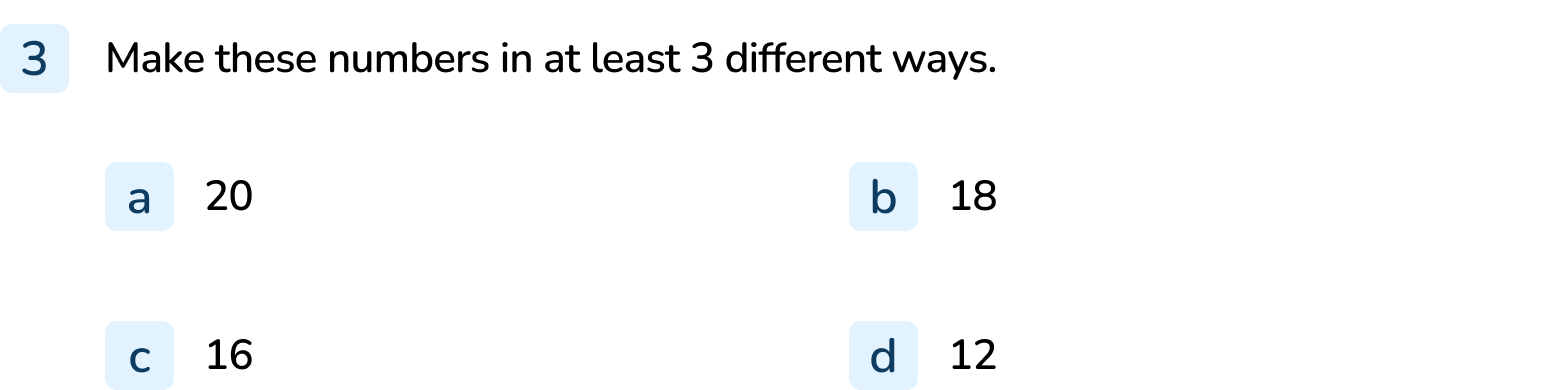 3 Make these numbers in at least 3 different ways.
a 20 b 18
c 16 d 12